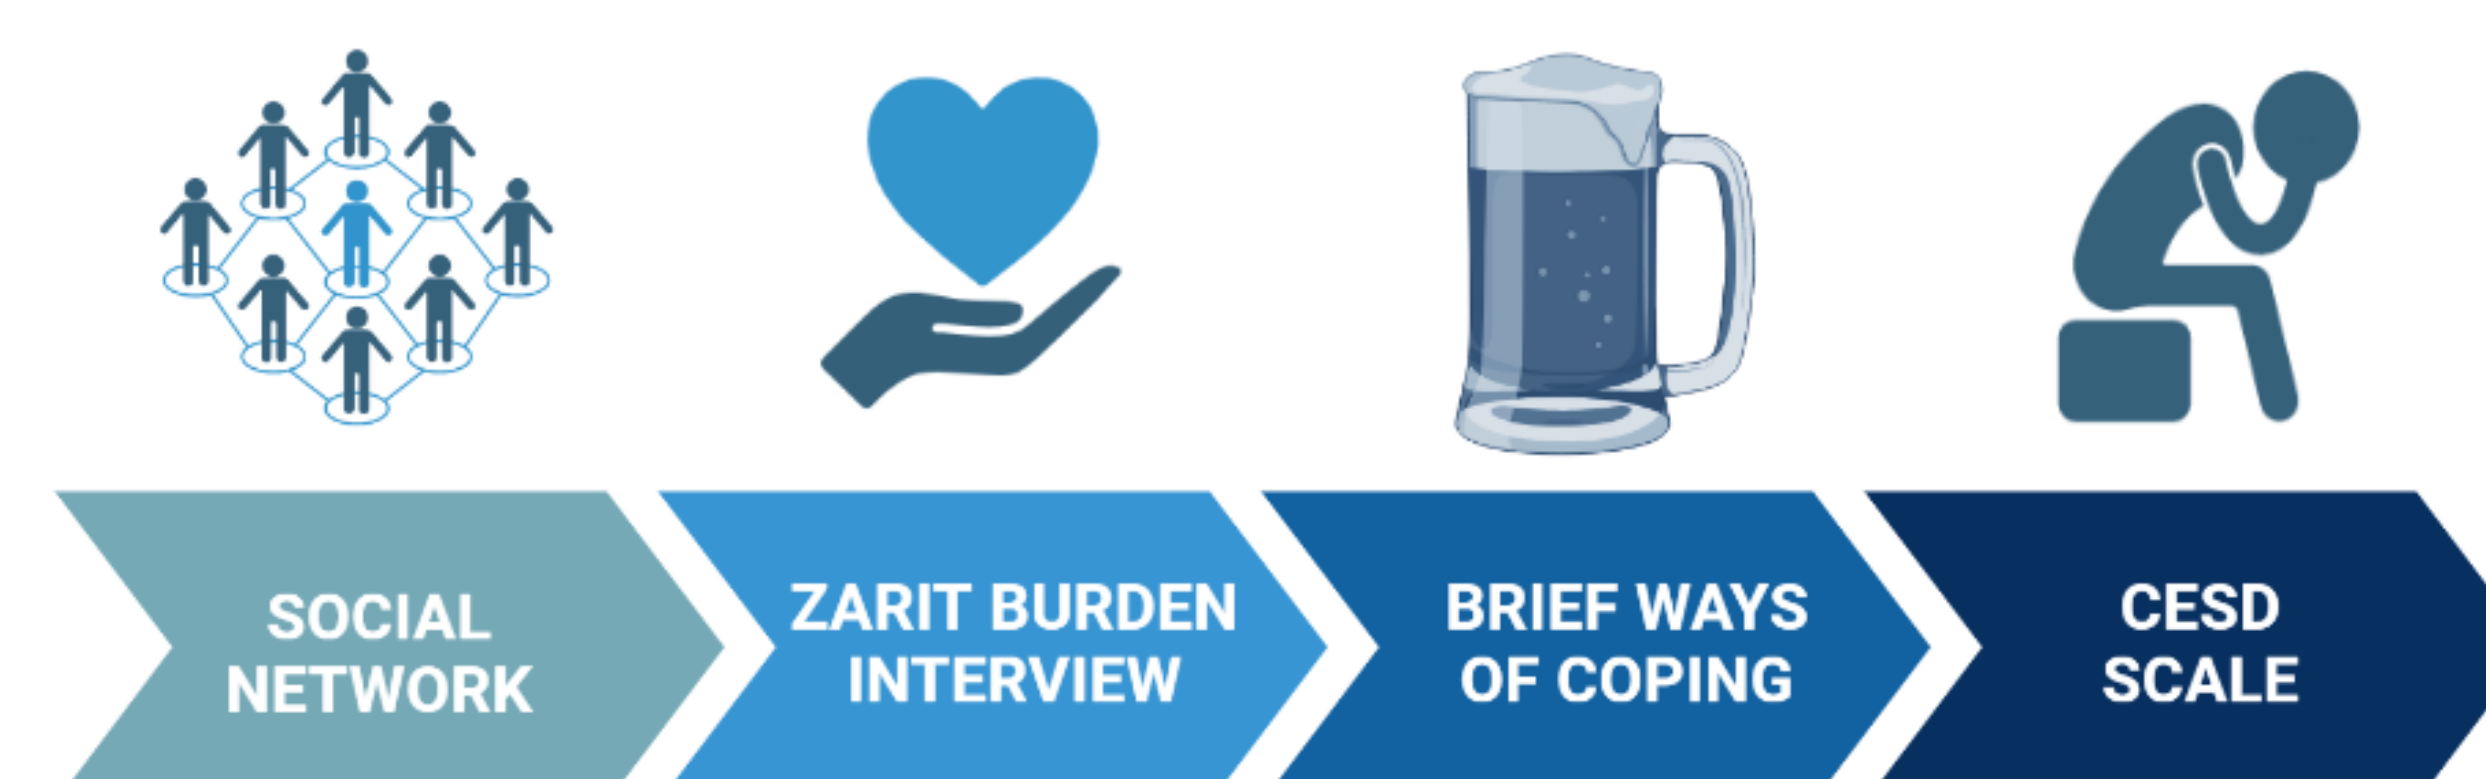 SOCIAL
NETWORK
ZARIT BURDEN
INTERVIEW
BRIEF WAYS
OF COPING
CESD
SCALE